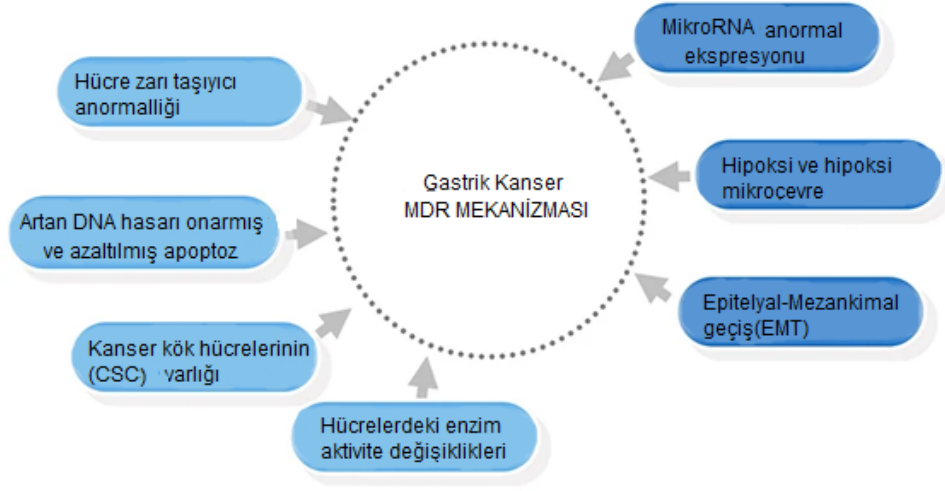 MikroRNA anormal
ekspresyonu
Hücre zarı taşıyıcı
anormalliği
Hipoksi ve hipoksi
mikroçevre
Gastrik Kanser
MDR MEKANİZMASI
Artan DNA hasarı onarmış
ve azaltılmış apoptoz
Epitelyal-Mezankimal
geçiş(EMT)
Kanser kök hücrelerinin
(CSC) varlığı
Hücrelerdeki enzim
aktivite değişiklikleri